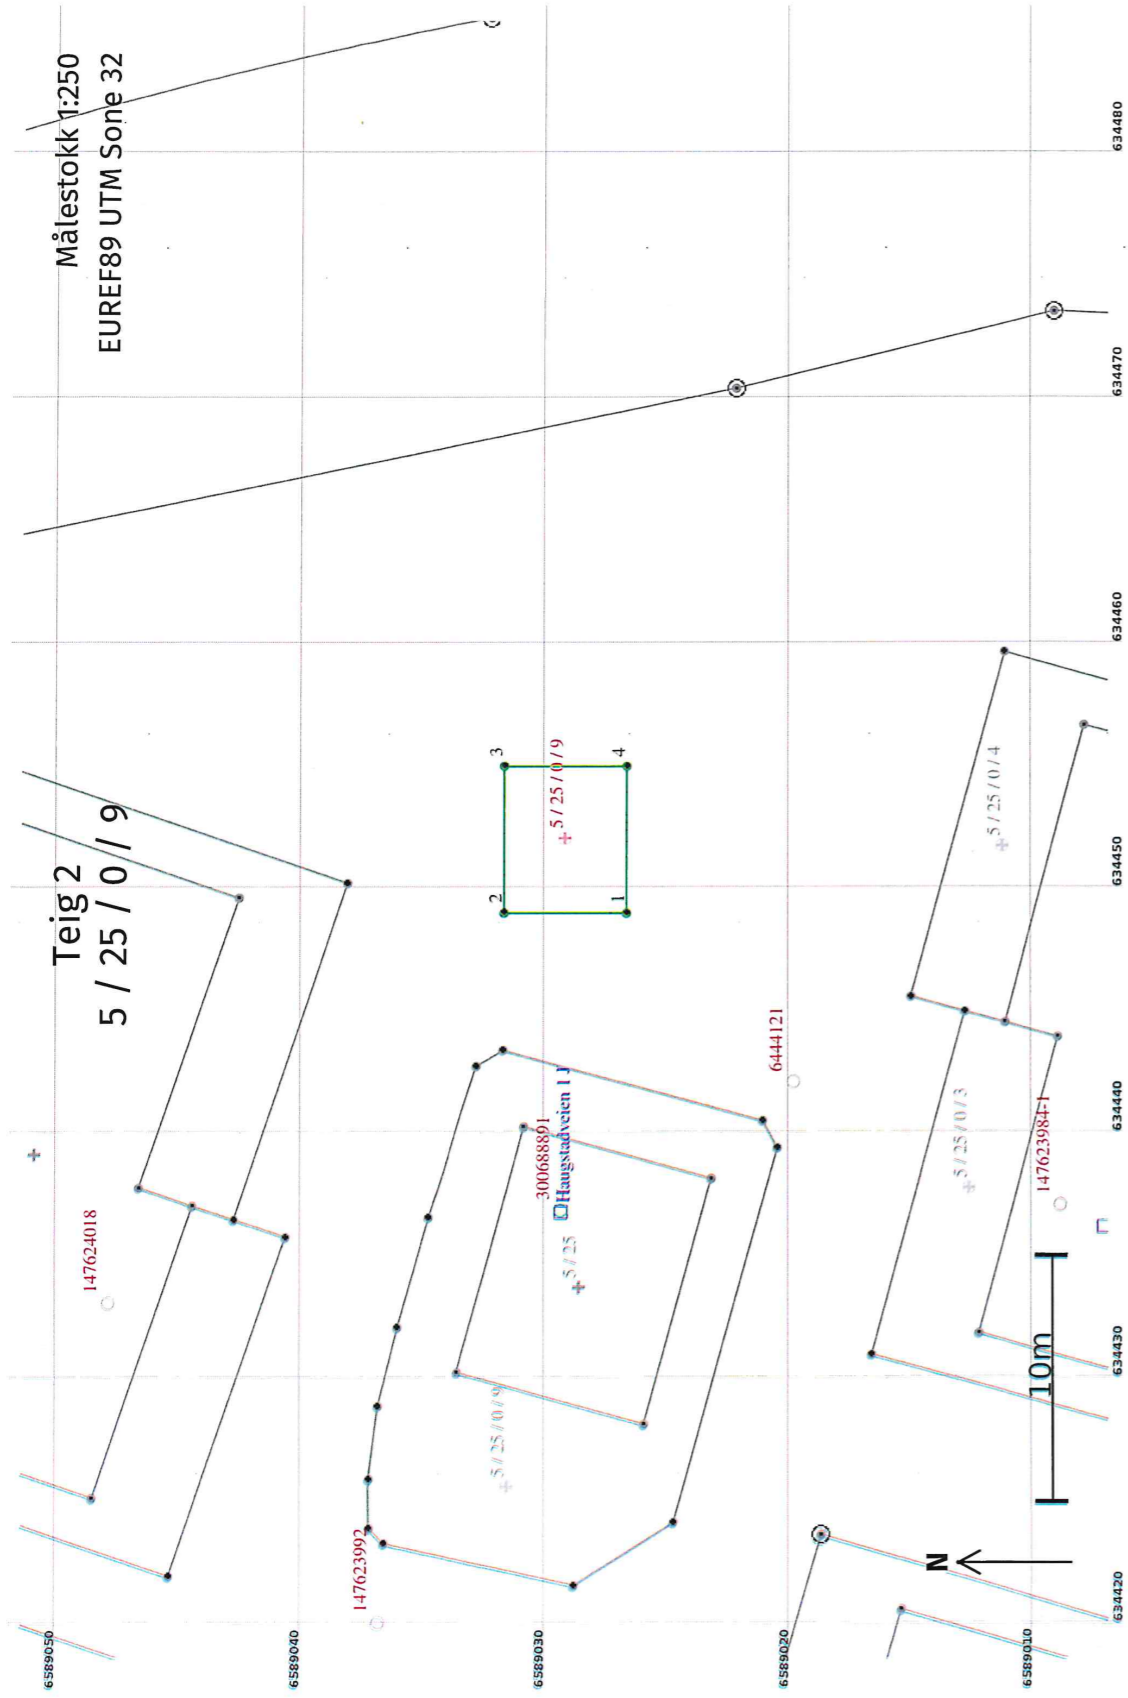 Målestokk 1:250
EUREF89 UTM Sone 32
Teig 2
5 / 25 / 0 / 9
147624018
147623992
5 / 25 / 0 / 9
5 / 25
300688891
Haugstadveien 1 J
2
3
5 / 25 / 0 / 9
1
4
6444121
5 / 25 / 0 / 3
5 / 25 / 0 / 4
147623984-1
10m
N
6589050
6589040
6589030
6589020
6589010
634420
634430
634440
634450
634460
634470
634480